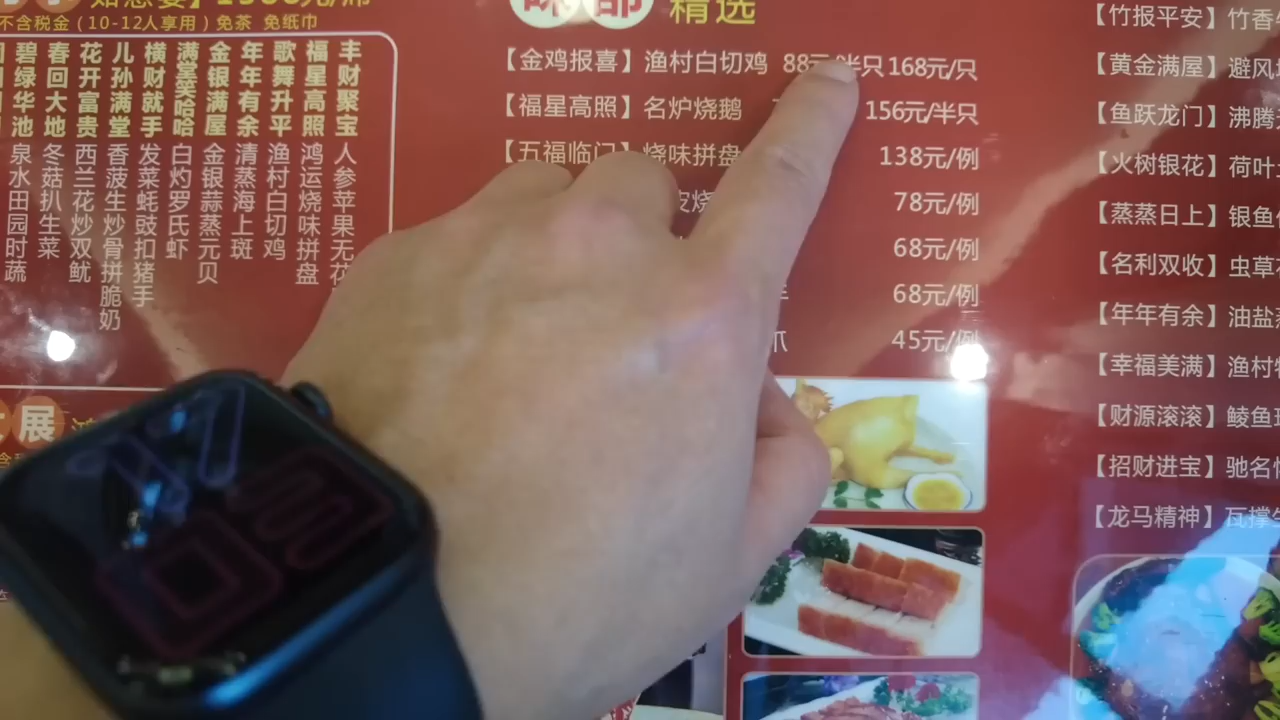 不含税金（10-12人享用）免茶 免纸巾
丰财聚宝 人参苹果无花
福星高照 鸿运烧味拼盘
歌舞升平 渔村白切鸡
年年有余 清蒸海上斑
金银满屋 金银蒜蒸元贝
满堂笑哈哈 白灼罗氏虾
横财就手 发菜蚝豉扣猪手
儿孙满堂 香菠生炒骨拼脆奶
花开富贵 西兰花炒双鱿
春回大地 冬菇扒生菜
碧绿华池 泉水田园时蔬
展
精选
【金鸡报喜】渔村白切鸡 88元 半只 168元/只
【福星高照】名炉烧鹅 156元/半只
【五福临门】烧味拼盘 138元/例
皮烧 78元/例
68元/例
68元/例
爪 45元/例
【竹报平安】竹香
【黄金满屋】避风
【鱼跃龙门】沸腾
【火树银花】荷叶
【蒸蒸日上】银鱼
【名利双收】虫草
【年年有余】油盐
【幸福美满】渔村
【财源滚滚】鲮鱼
【招财进宝】驰名
【龙马精神】瓦撑